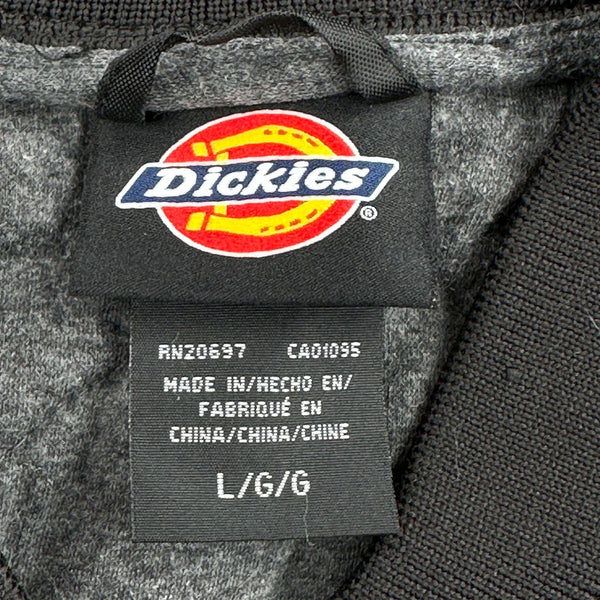 Dickies
®
RN20697 CA01095
MADE IN/HECHO EN/
FABRIQUÉ EN
CHINA/CHINA/CHINE
L/G/G